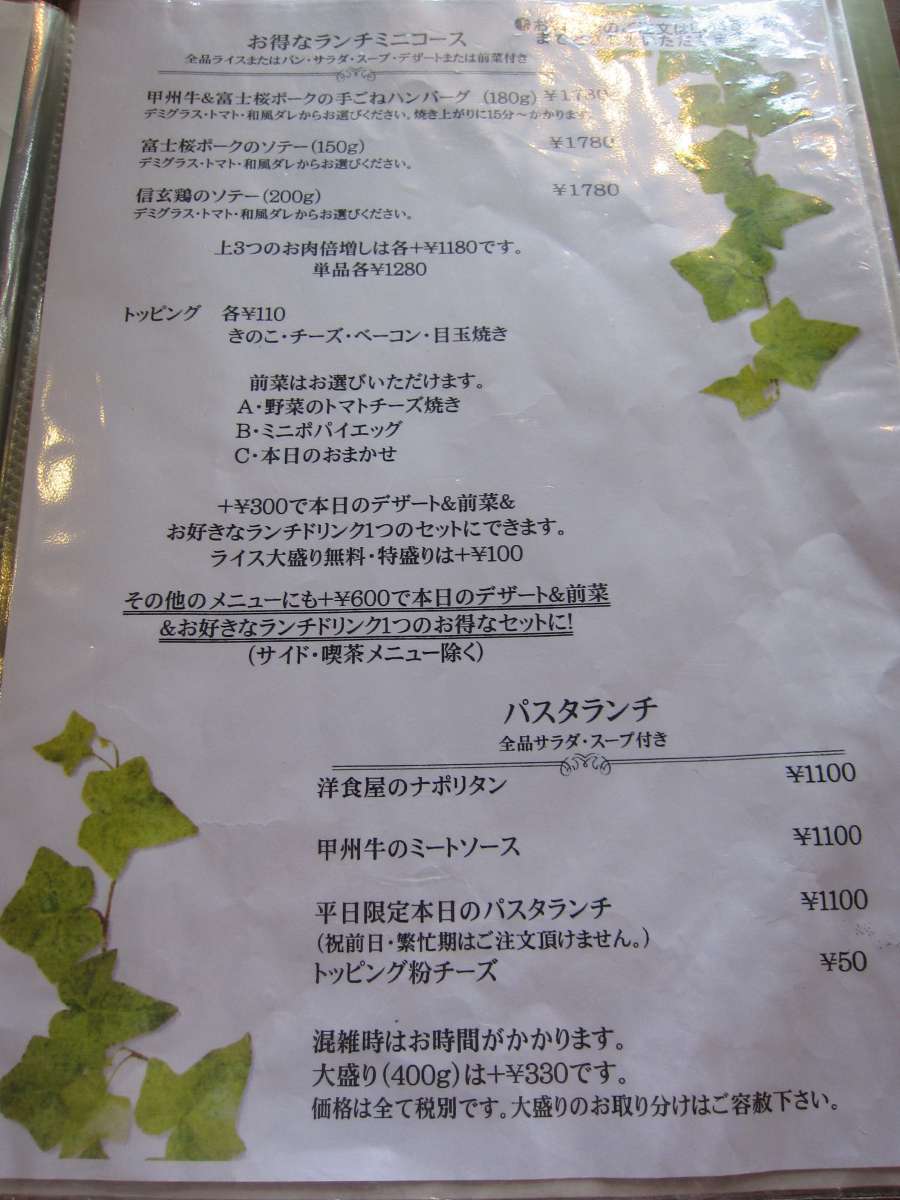 お得なランチミニコース
全品ライスまたはパン・サラダ・スープ・デザートまたは前菜付き
甲州牛&富士桜ポークの手ごねハンバーグ (180g) ¥1780
デミグラス・トマト・和風ダレからお選びください。焼き上がりに15分～かかります。
富士桜ポークのソテー(150g) ¥1780
デミグラス・トマト・和風ダレからお選びください。
信玄鶏のソテー(200g) ¥1780
デミグラス・トマト・和風ダレからお選びください。
上3つのお肉倍増しは各+¥1180です。
単品各¥1280
トッピング 各¥110
きのこ・チーズ・ベーコン・目玉焼き
前菜はお選びいただけます。
A・野菜のトマトチーズ焼き
B・ミニポパイエッグ
C・本日のおまかせ
+¥300で本日のデザート&前菜&
お好きなランチドリンク1つのセットにできます。
ライス大盛り無料・特盛りは+¥100
その他のメニューにも+¥600で本日のデザート&前菜
&お好きなランチドリンク1つのお得なセットに!
(サイド・喫茶メニュー除く)
パスタランチ
全品サラダ・スープ付き
洋食屋のナポリタン ¥1100
甲州牛のミートソース ¥1100
平日限定本日のパスタランチ ¥1100
(祝前日・繁忙期はご注文頂けません。)
トッピング粉チーズ ¥50
混雑時はお時間がかかります。
大盛り(400g)は+¥330です。
価格は全て税別です。大盛りのお取り分けはご容赦下さい。